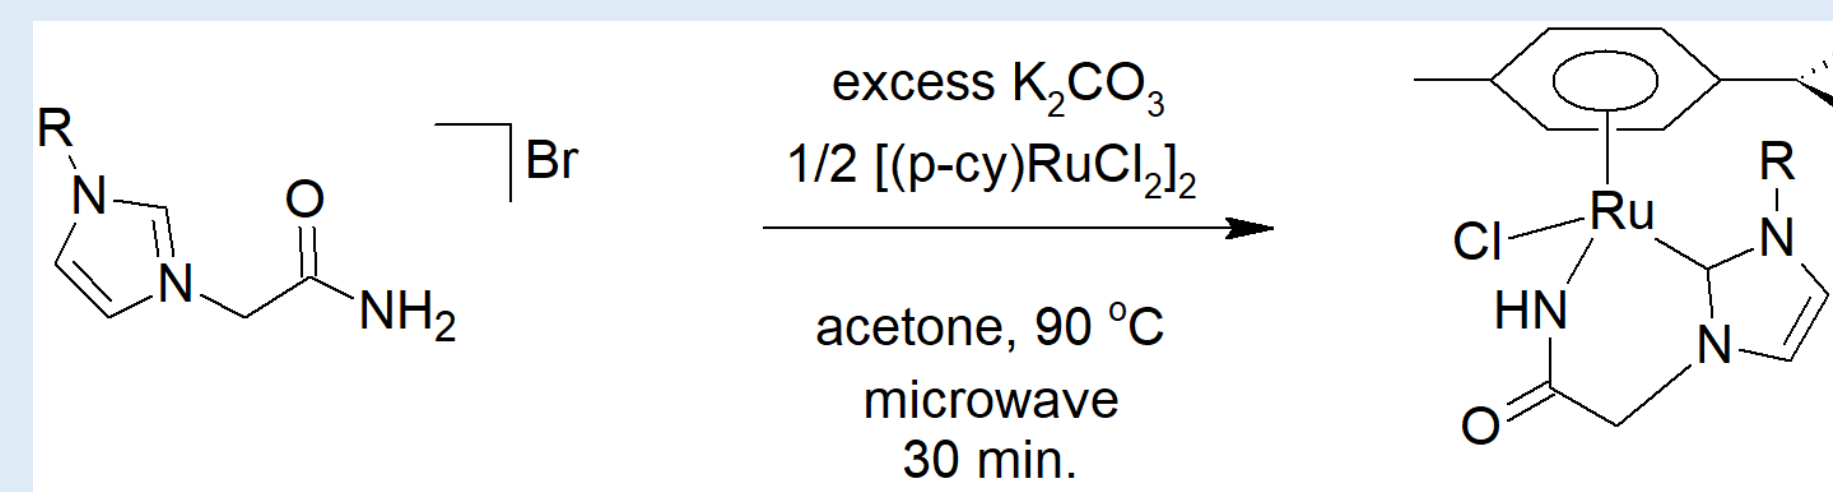 R
N
N
O
NH2
Br
excess K2CO3
1/2 [(p-cy)RuCl2]2
acetone, 90 °C
microwave
30 min.
R
Ru
Cl
N
HN
N
O